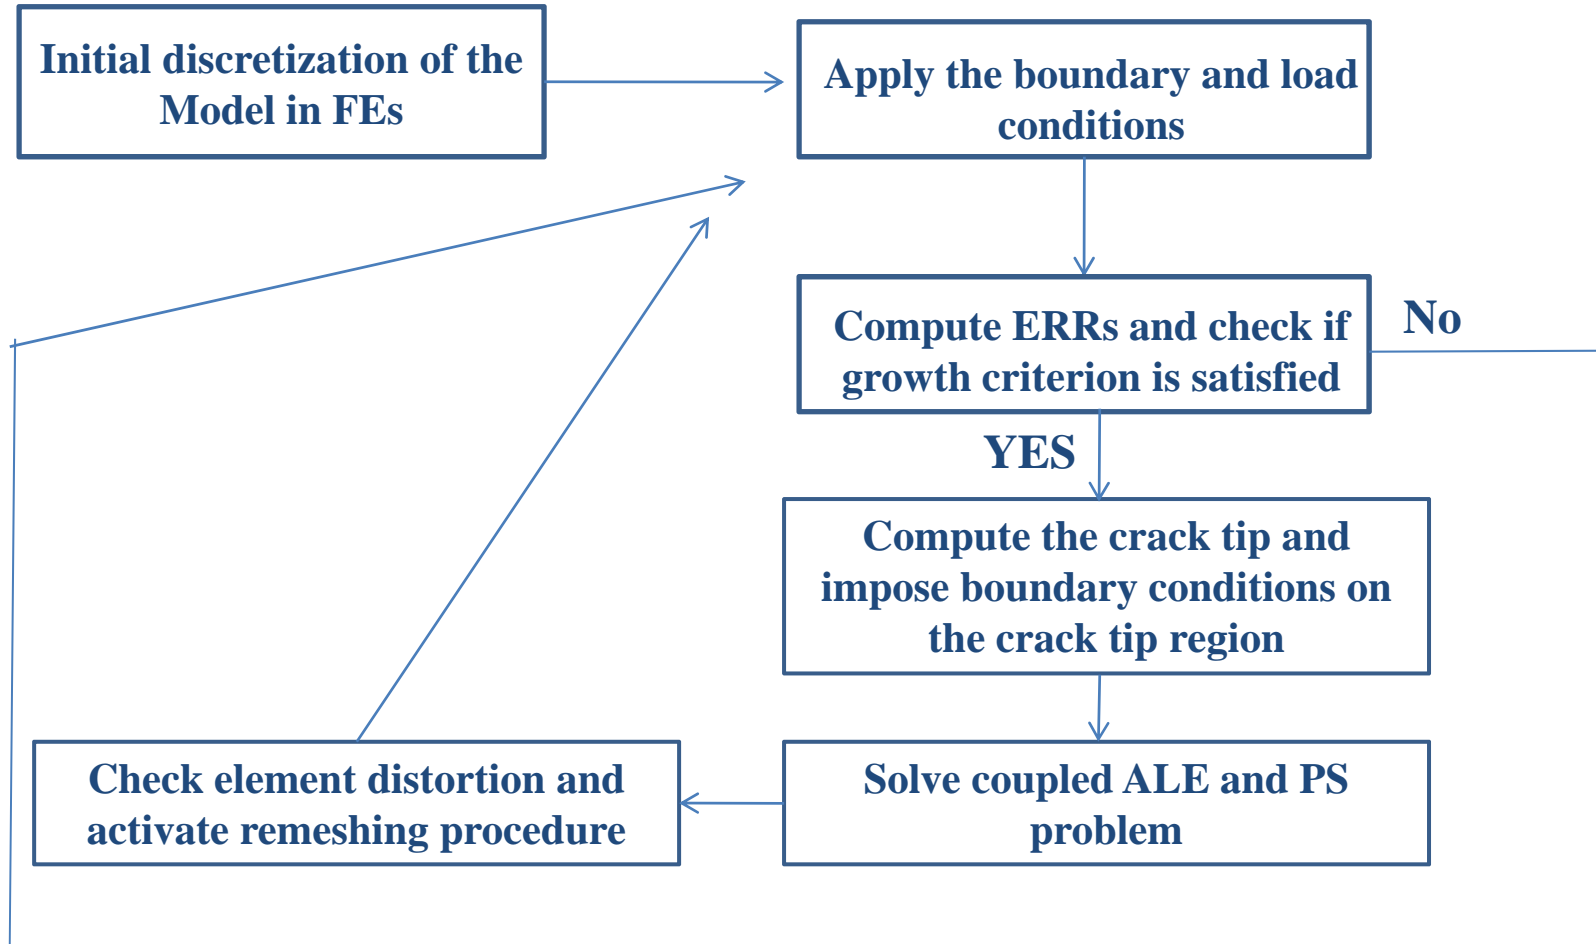 Initial discretization of the
Model in FEs
Apply the boundary and load
conditions
Compute ERRs and check if
growth criterion is satisfied
No
YES
Compute the crack tip and
impose boundary conditions on
the crack tip region
Solve coupled ALE and PS
problem
Check element distortion and
activate remeshing procedure